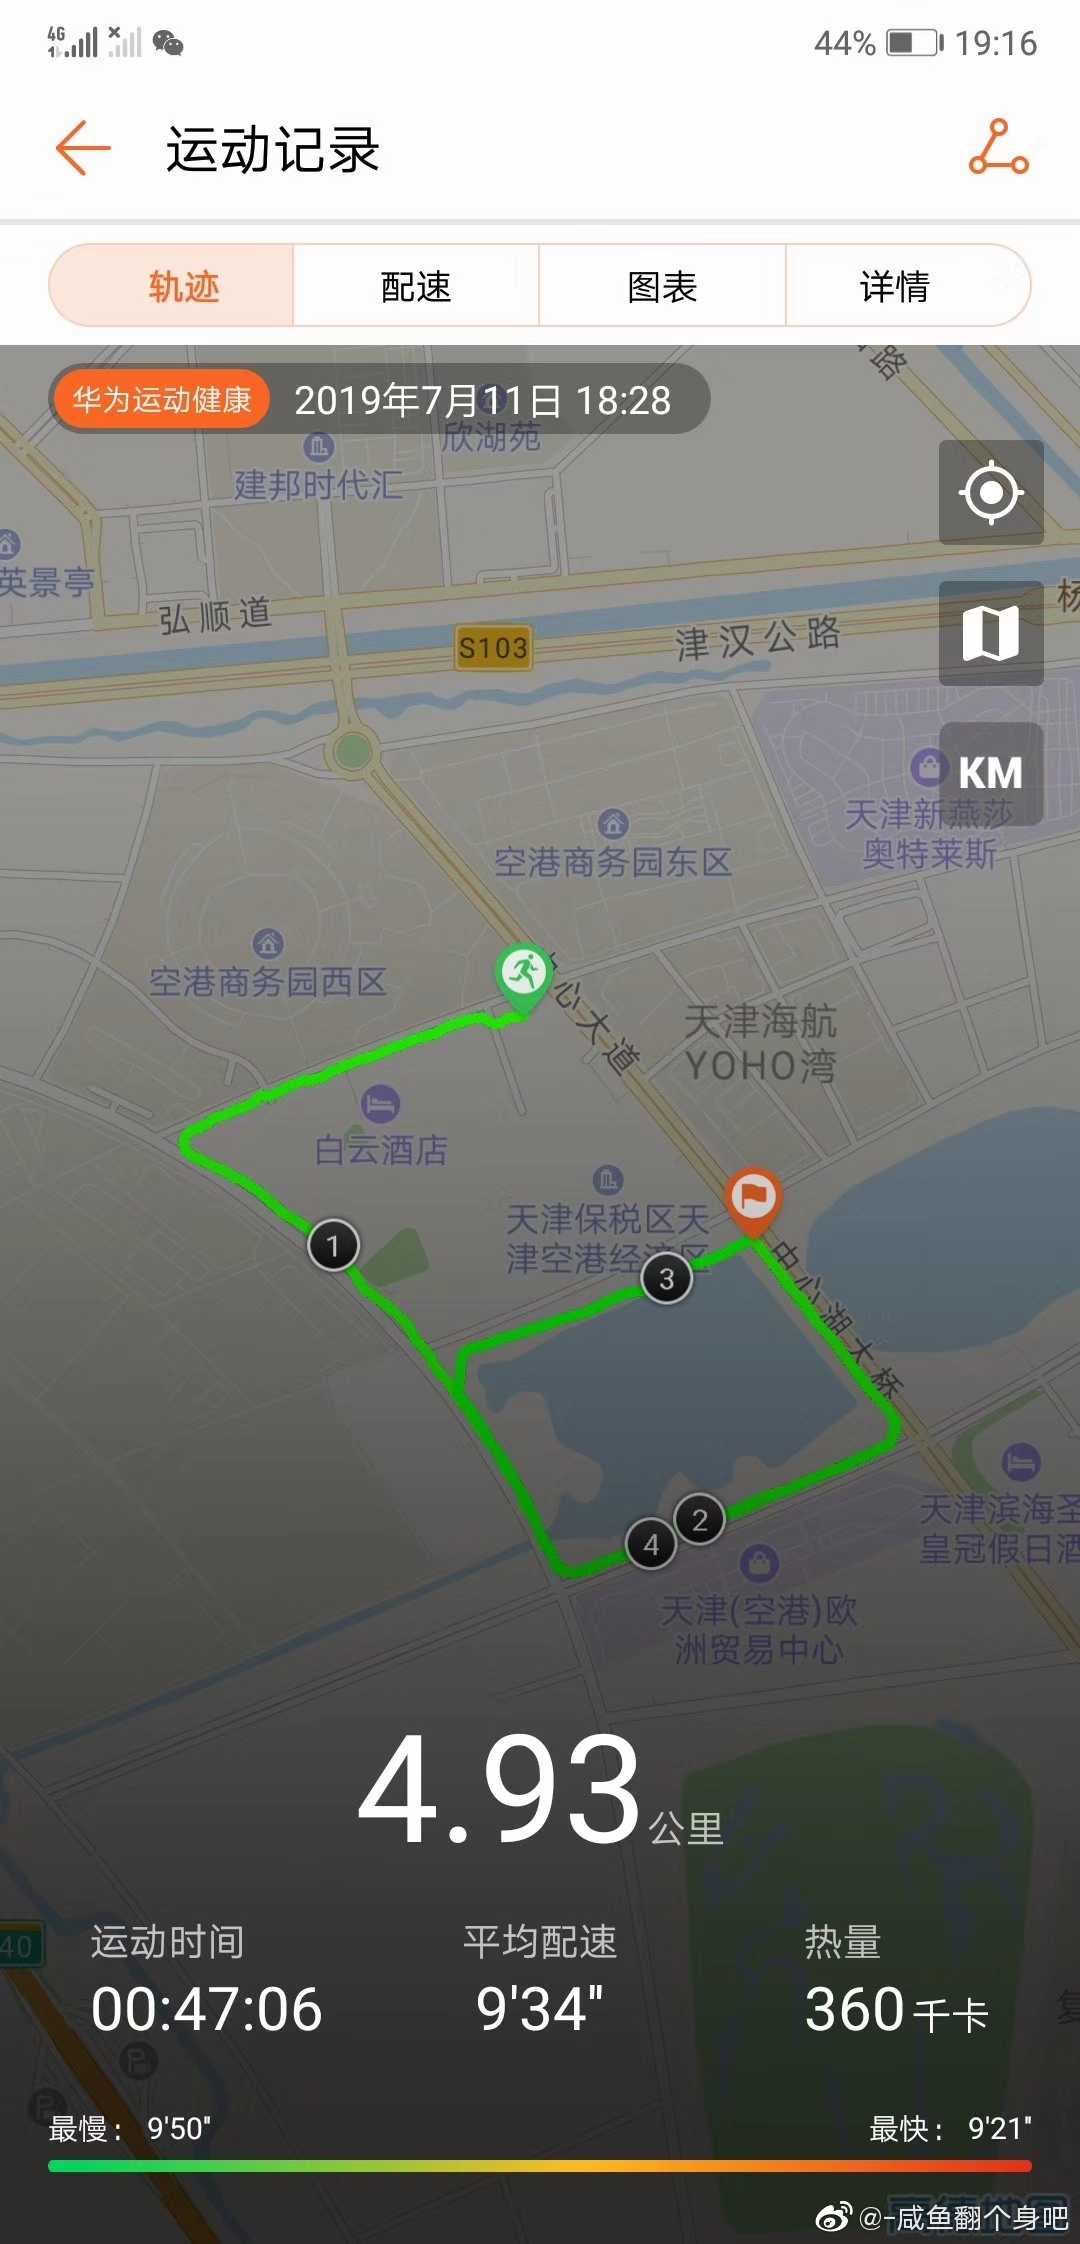 4G
44% 19:16
运动记录
轨迹 配速 图表 详情
华为运动健康 2019年7月11日 18:28
路
欣湖苑
建邦时代汇
英景亭
弘顺道
杨
S103
津汉公路
KM
天津新燕莎
奥特莱斯
空港商务园东区
空港商务园西区
中心大道
天津海航
YOHO湾
白云酒店
天津保税区天
津空港经济区
1
3
中心湖大桥
天津滨海圣
皇冠假日酒
2
4
天津(空港)欧
洲贸易中心
4.93公里
40
运动时间 平均配速 热量
00:47:06 9'34" 360千卡
P
P
最慢: 9'50" 最快: 9'21"
高德地图
@-咸鱼翻个身吧